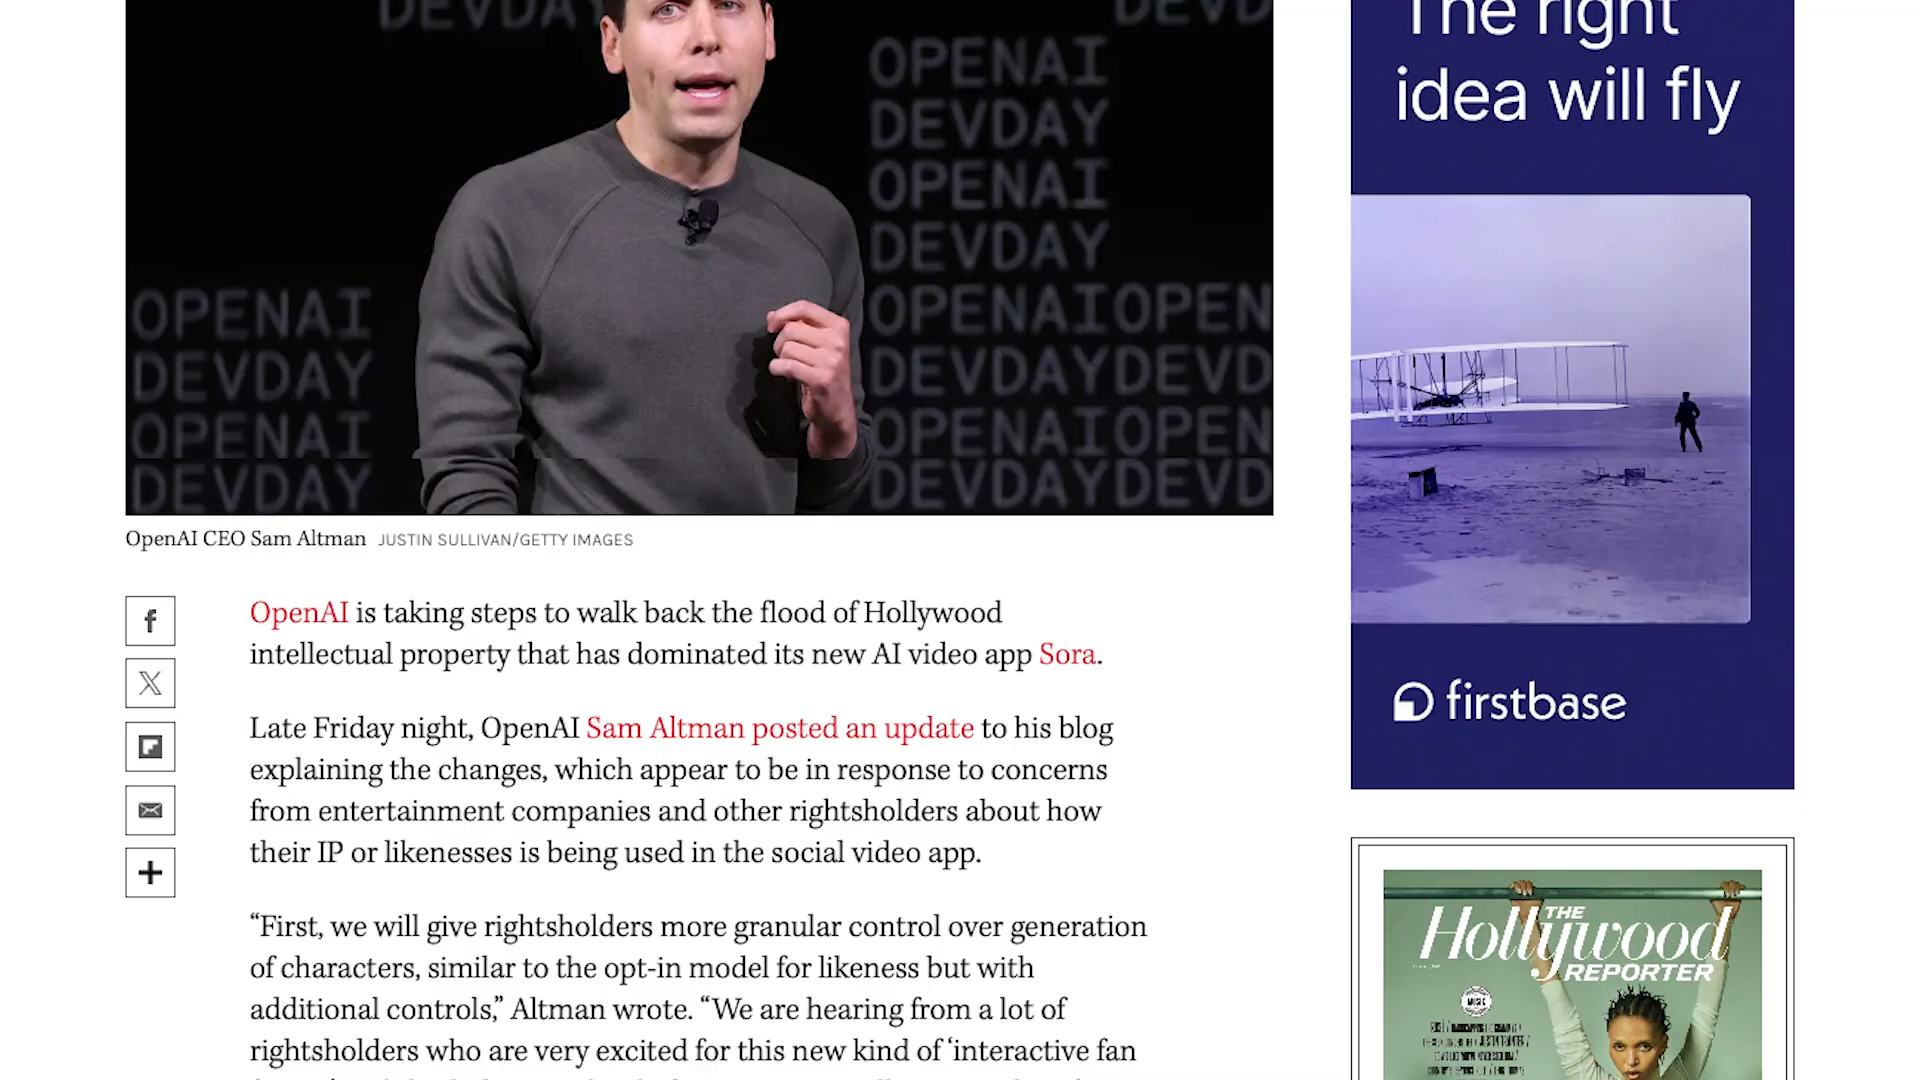 DEVDAY
DEVD
OPENAI
DEVDAY
OPENAI
DEVDAY
OPENAI OPENAIOPEN
DEVDAY DEVDAYDEVD
OPENAI OPENAIOPEN
DEVDAY DEVDAYDEVD
OpenAI CEO Sam Altman JUSTIN SULLIVAN/GETTY IMAGES
OpenAI is taking steps to walk back the flood of Hollywood
intellectual property that has dominated its new AI video app Sora.
Late Friday night, OpenAI Sam Altman posted an update to his blog
explaining the changes, which appear to be in response to concerns
from entertainment companies and other rightsholders about how
their IP or likenesses is being used in the social video app.
“First, we will give rightsholders more granular control over generation
of characters, similar to the opt-in model for likeness but with
additional controls,” Altman wrote. “We are hearing from a lot of
rightsholders who are very excited for this new kind of ‘interactive fan
The right
idea will fly
firstbase
THE
Hollywood
REPORTER
MUSIC